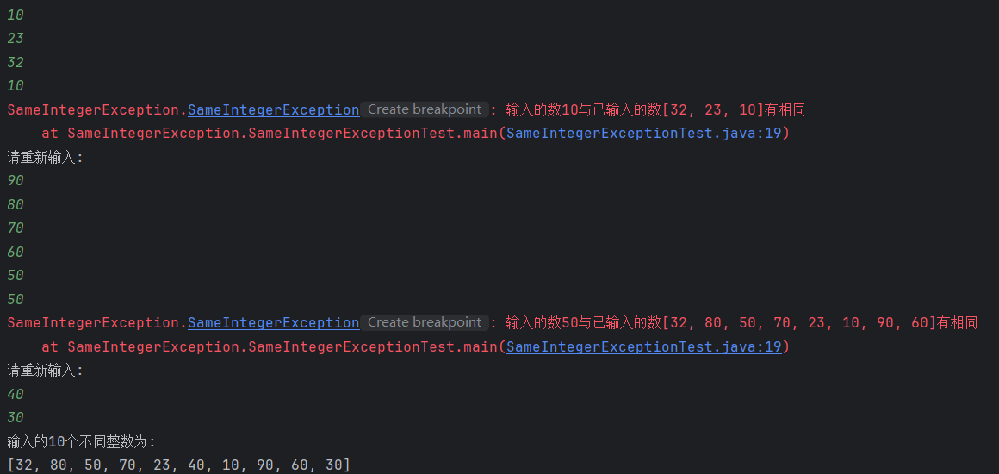 10
23
32
10
SameIntegerException.SameIntegerException Create breakpoint : 输入的数10与已输入的数[32, 23, 10]有相同
    at SameIntegerException.SameIntegerExceptionTest.main(SameIntegerExceptionTest.java:19)
请重新输入:
90
80
70
60
50
50
SameIntegerException.SameIntegerException Create breakpoint : 输入的数50与已输入的数[32, 80, 50, 70, 23, 10, 90, 60]有相同
    at SameIntegerException.SameIntegerExceptionTest.main(SameIntegerExceptionTest.java:19)
请重新输入:
40
30
输入的10个不同整数为:
[32, 80, 50, 70, 23, 40, 10, 90, 60, 30]